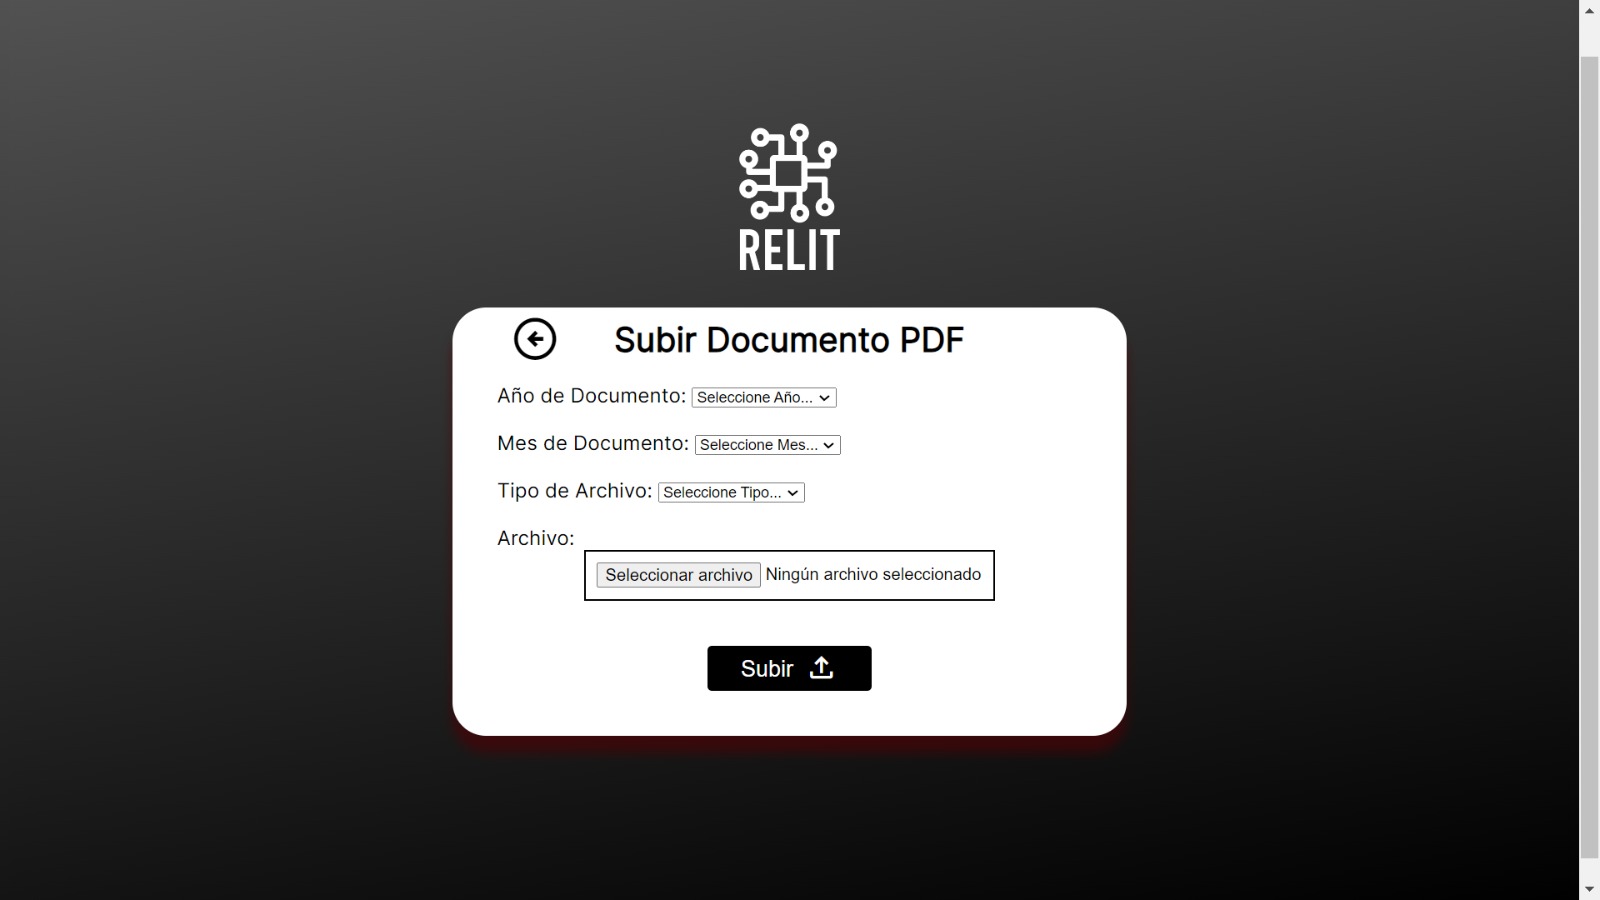 RELIT
Subir Documento PDF
Año de Documento: Seleccione Año...
Mes de Documento: Seleccione Mes...
Tipo de Archivo: Seleccione Tipo...
Archivo:
Seleccionar archivo Ningún archivo seleccionado
Subir